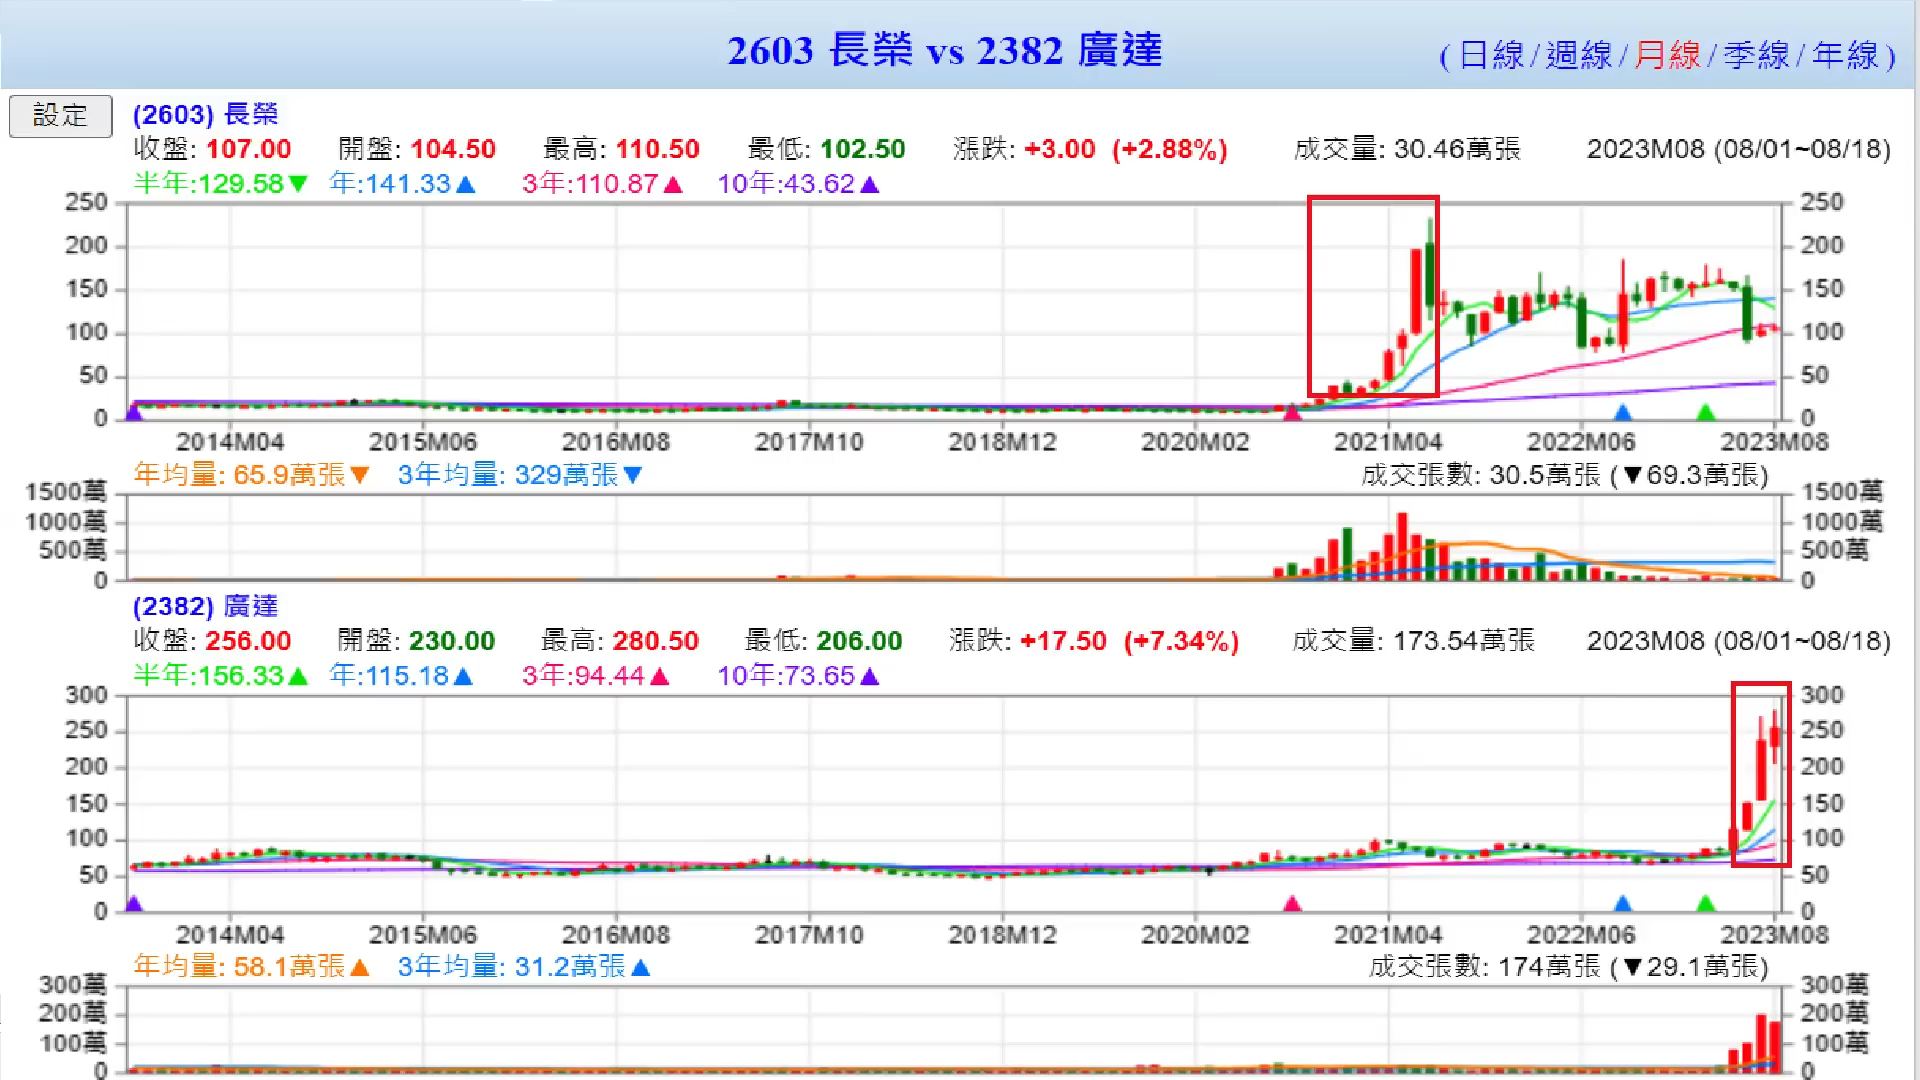 2603 長榮 vs 2382 廣達
( 日線 / 週線 / 月線 / 季線 / 年線 )
設定
(2603) 長榮
收盤: 107.00 開盤: 104.50 最高: 110.50 最低: 102.50 漲跌: +3.00 (+2.88%) 成交量: 30.46萬張 2023M08 (08/01~08/18)
半年:129.58▼ 年:141.33▲ 3年:110.87▲ 10年:43.62▲
250 250
200 200
150 150
100 100
50 50
0 0
2014M04 2015M06 2016M08 2017M10 2018M12 2020M02 2021M04 2022M06 2023M08
年均量: 65.9萬張▼ 3年均量: 329萬張▼ 成交張數: 30.5萬張 (▼69.3萬張)
1500萬 1500萬
1000萬 1000萬
500萬 500萬
0 0
(2382) 廣達
收盤: 256.00 開盤: 230.00 最高: 280.50 最低: 206.00 漲跌: +17.50 (+7.34%) 成交量: 173.54萬張 2023M08 (08/01~08/18)
半年:156.33▲ 年:115.18▲ 3年:94.44▲ 10年:73.65▲
300 300
250 250
200 200
150 150
100 100
50 50
0 0
2014M04 2015M06 2016M08 2017M10 2018M12 2020M02 2021M04 2022M06 2023M08
年均量: 58.1萬張▲ 3年均量: 31.2萬張▲ 成交張數: 174萬張 (▼29.1萬張)
300萬 300萬
200萬 200萬
100萬 100萬
0 0